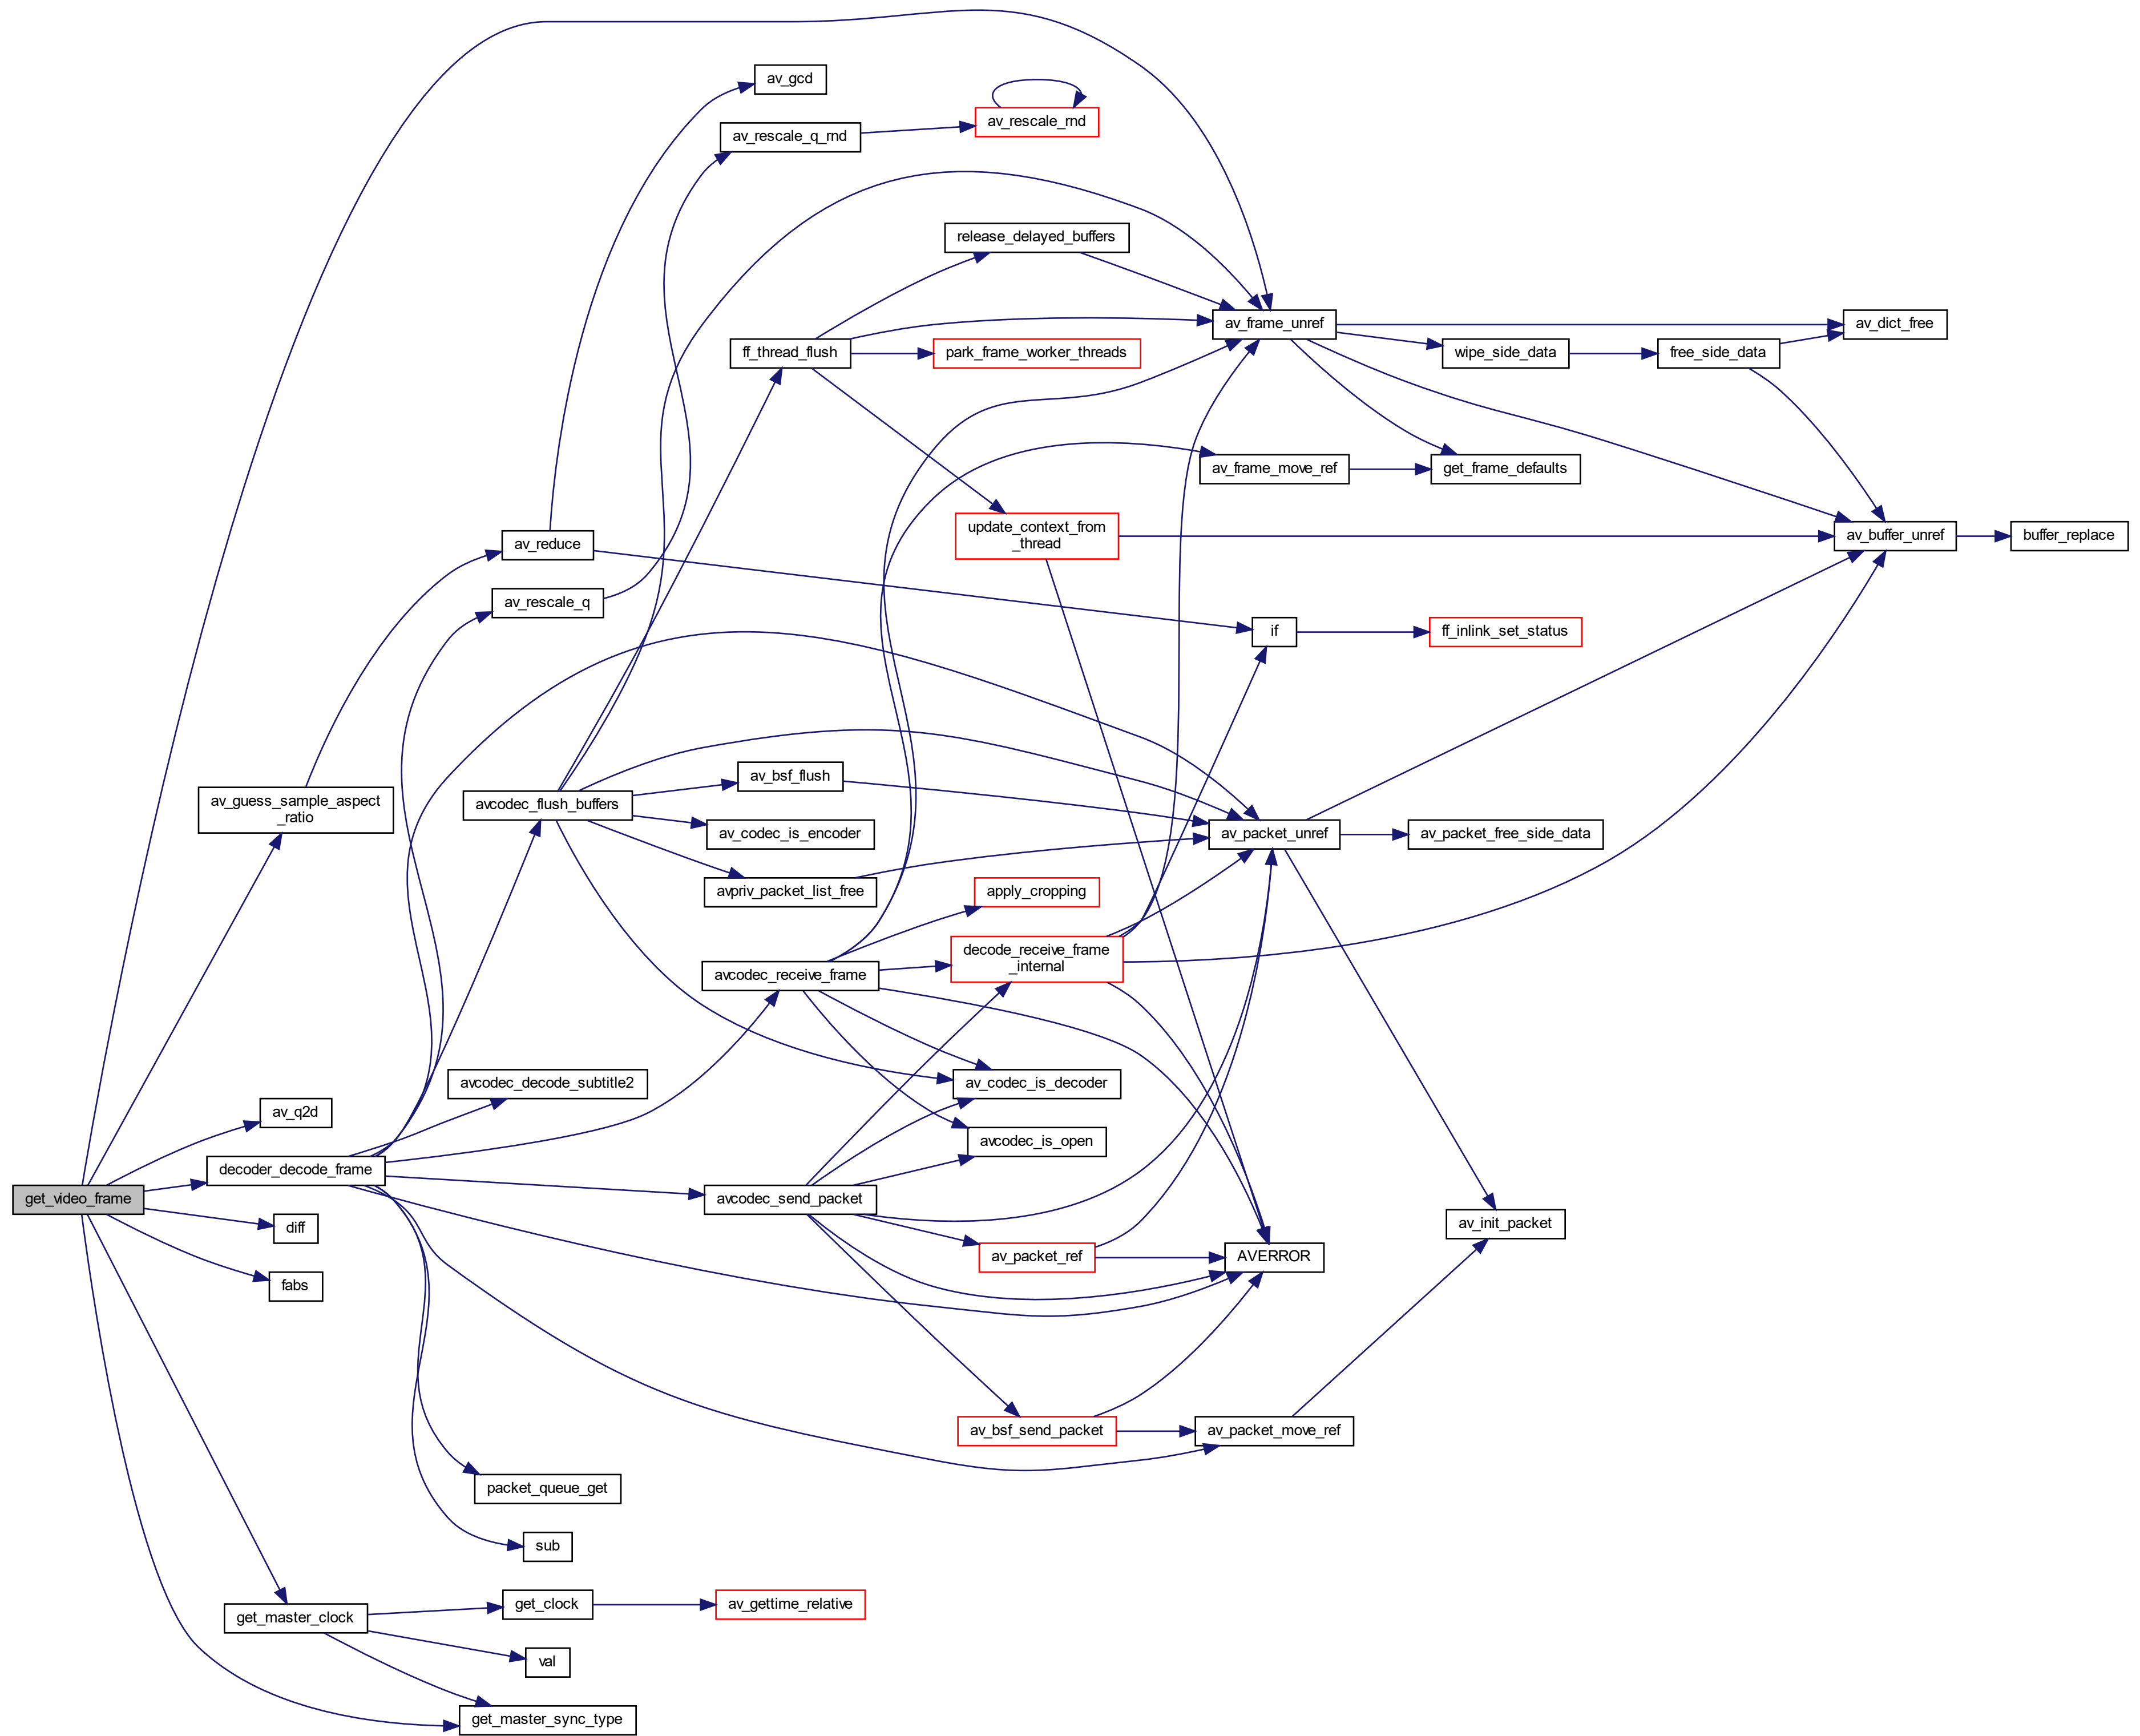 av_gcd
av_rescale_q_rnd
av_rescale_rnd
release_delayed_buffers
ff_thread_flush
park_frame_worker_threads
av_frame_unref
wipe_side_data
free_side_data
av_dict_free
av_frame_move_ref
get_frame_defaults
update_context_from
_thread
av_buffer_unref
buffer_replace
av_reduce
av_rescale_q
if
ff_inlink_set_status
av_guess_sample_aspect
_ratio
avcodec_flush_buffers
av_bsf_flush
av_codec_is_encoder
avpriv_packet_list_free
av_packet_unref
av_packet_free_side_data
apply_cropping
avcodec_receive_frame
decode_receive_frame
_internal
av_codec_is_decoder
avcodec_is_open
avcodec_decode_subtitle2
av_q2d
decoder_decode_frame
get_video_frame
diff
fabs
avcodec_send_packet
av_packet_ref
AVERROR
av_init_packet
av_bsf_send_packet
av_packet_move_ref
packet_queue_get
sub
get_master_clock
get_clock
av_gettime_relative
val
get_master_sync_type